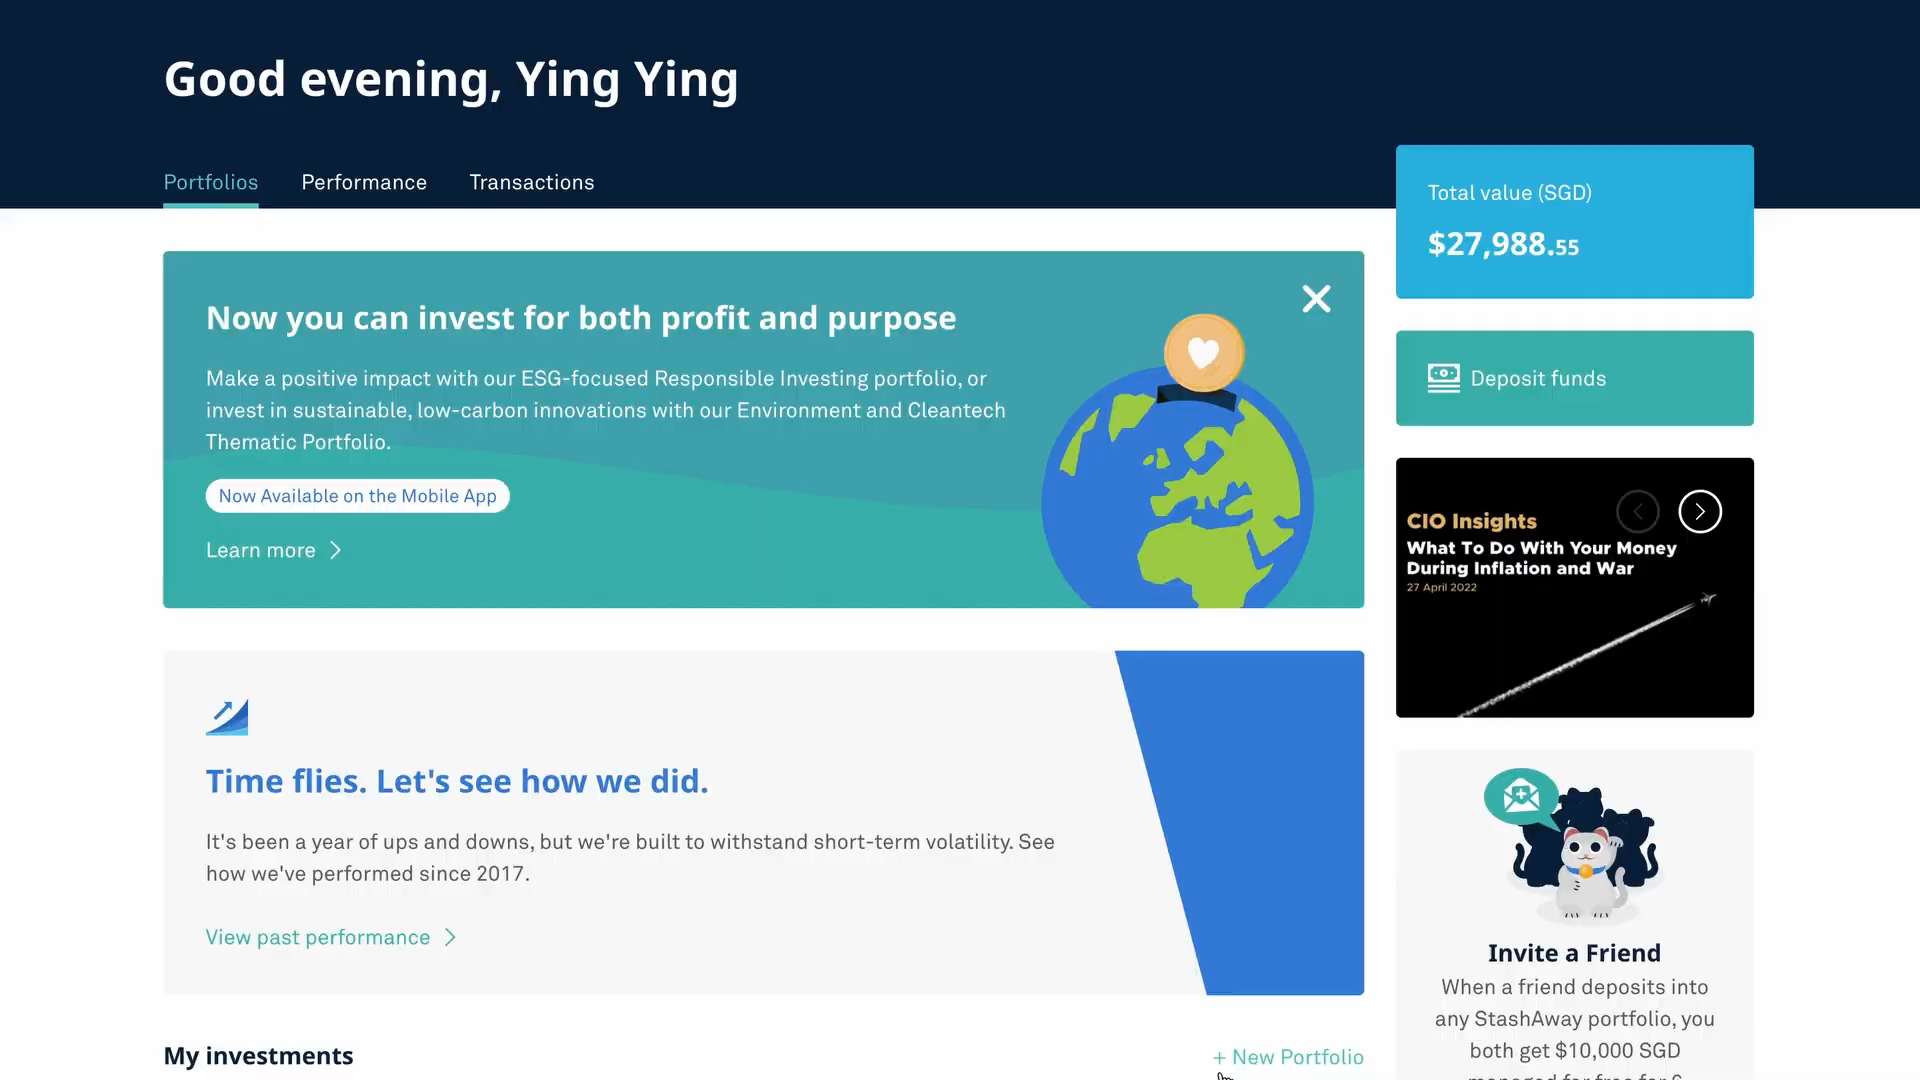 Good evening, Ying Ying
Portfolios
Performance
Transactions
Total value (SGD)
$27,988.55
Now you can invest for both profit and purpose
Make a positive impact with our ESG-focused Responsible Investing portfolio, or
invest in sustainable, low-carbon innovations with our Environment and Cleantech
Thematic Portfolio.
Now Available on the Mobile App
Learn more
Deposit funds
CIO Insights
What To Do With Your Money
During Inflation and War
27 April 2022
Time flies. Let's see how we did.
It's been a year of ups and downs, but we're built to withstand short-term volatility. See
how we've performed since 2017.
View past performance
Invite a Friend
When a friend deposits into
any StashAway portfolio, you
both get $10,000 SGD
My investments
+ New Portfolio